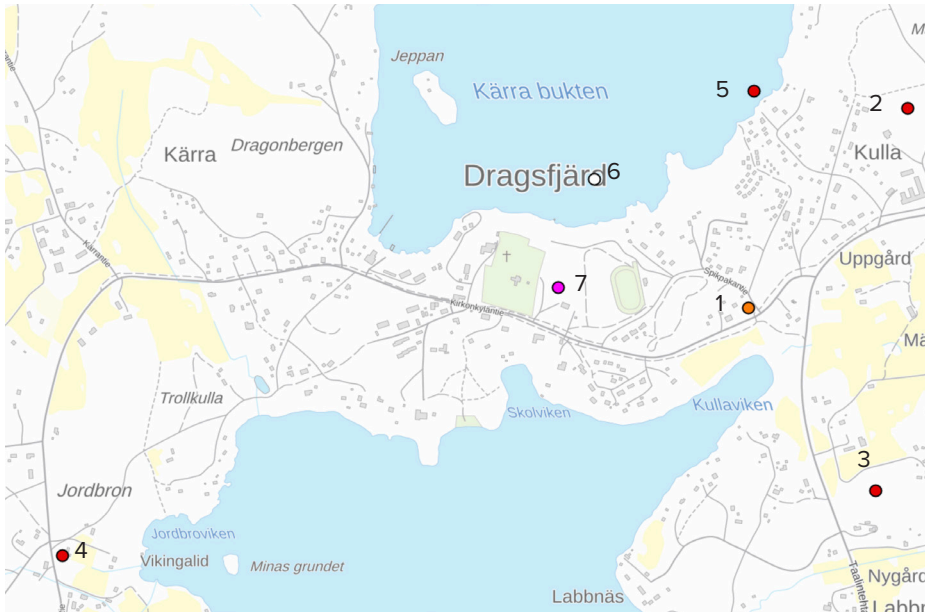 Jeppan
Kärra bukten
5
2
Kärra
Dragonbergen
Kulla
Dragsfjärd
6
Kärrantie
Uppgård
Spikpakantie
7
1
Kirkonkyläntie
Trollkulla
Skolviken
Kullaviken
3
Jordbron
Jordbroviken
4
Vikingalid
Minas grundet
Labbnäs